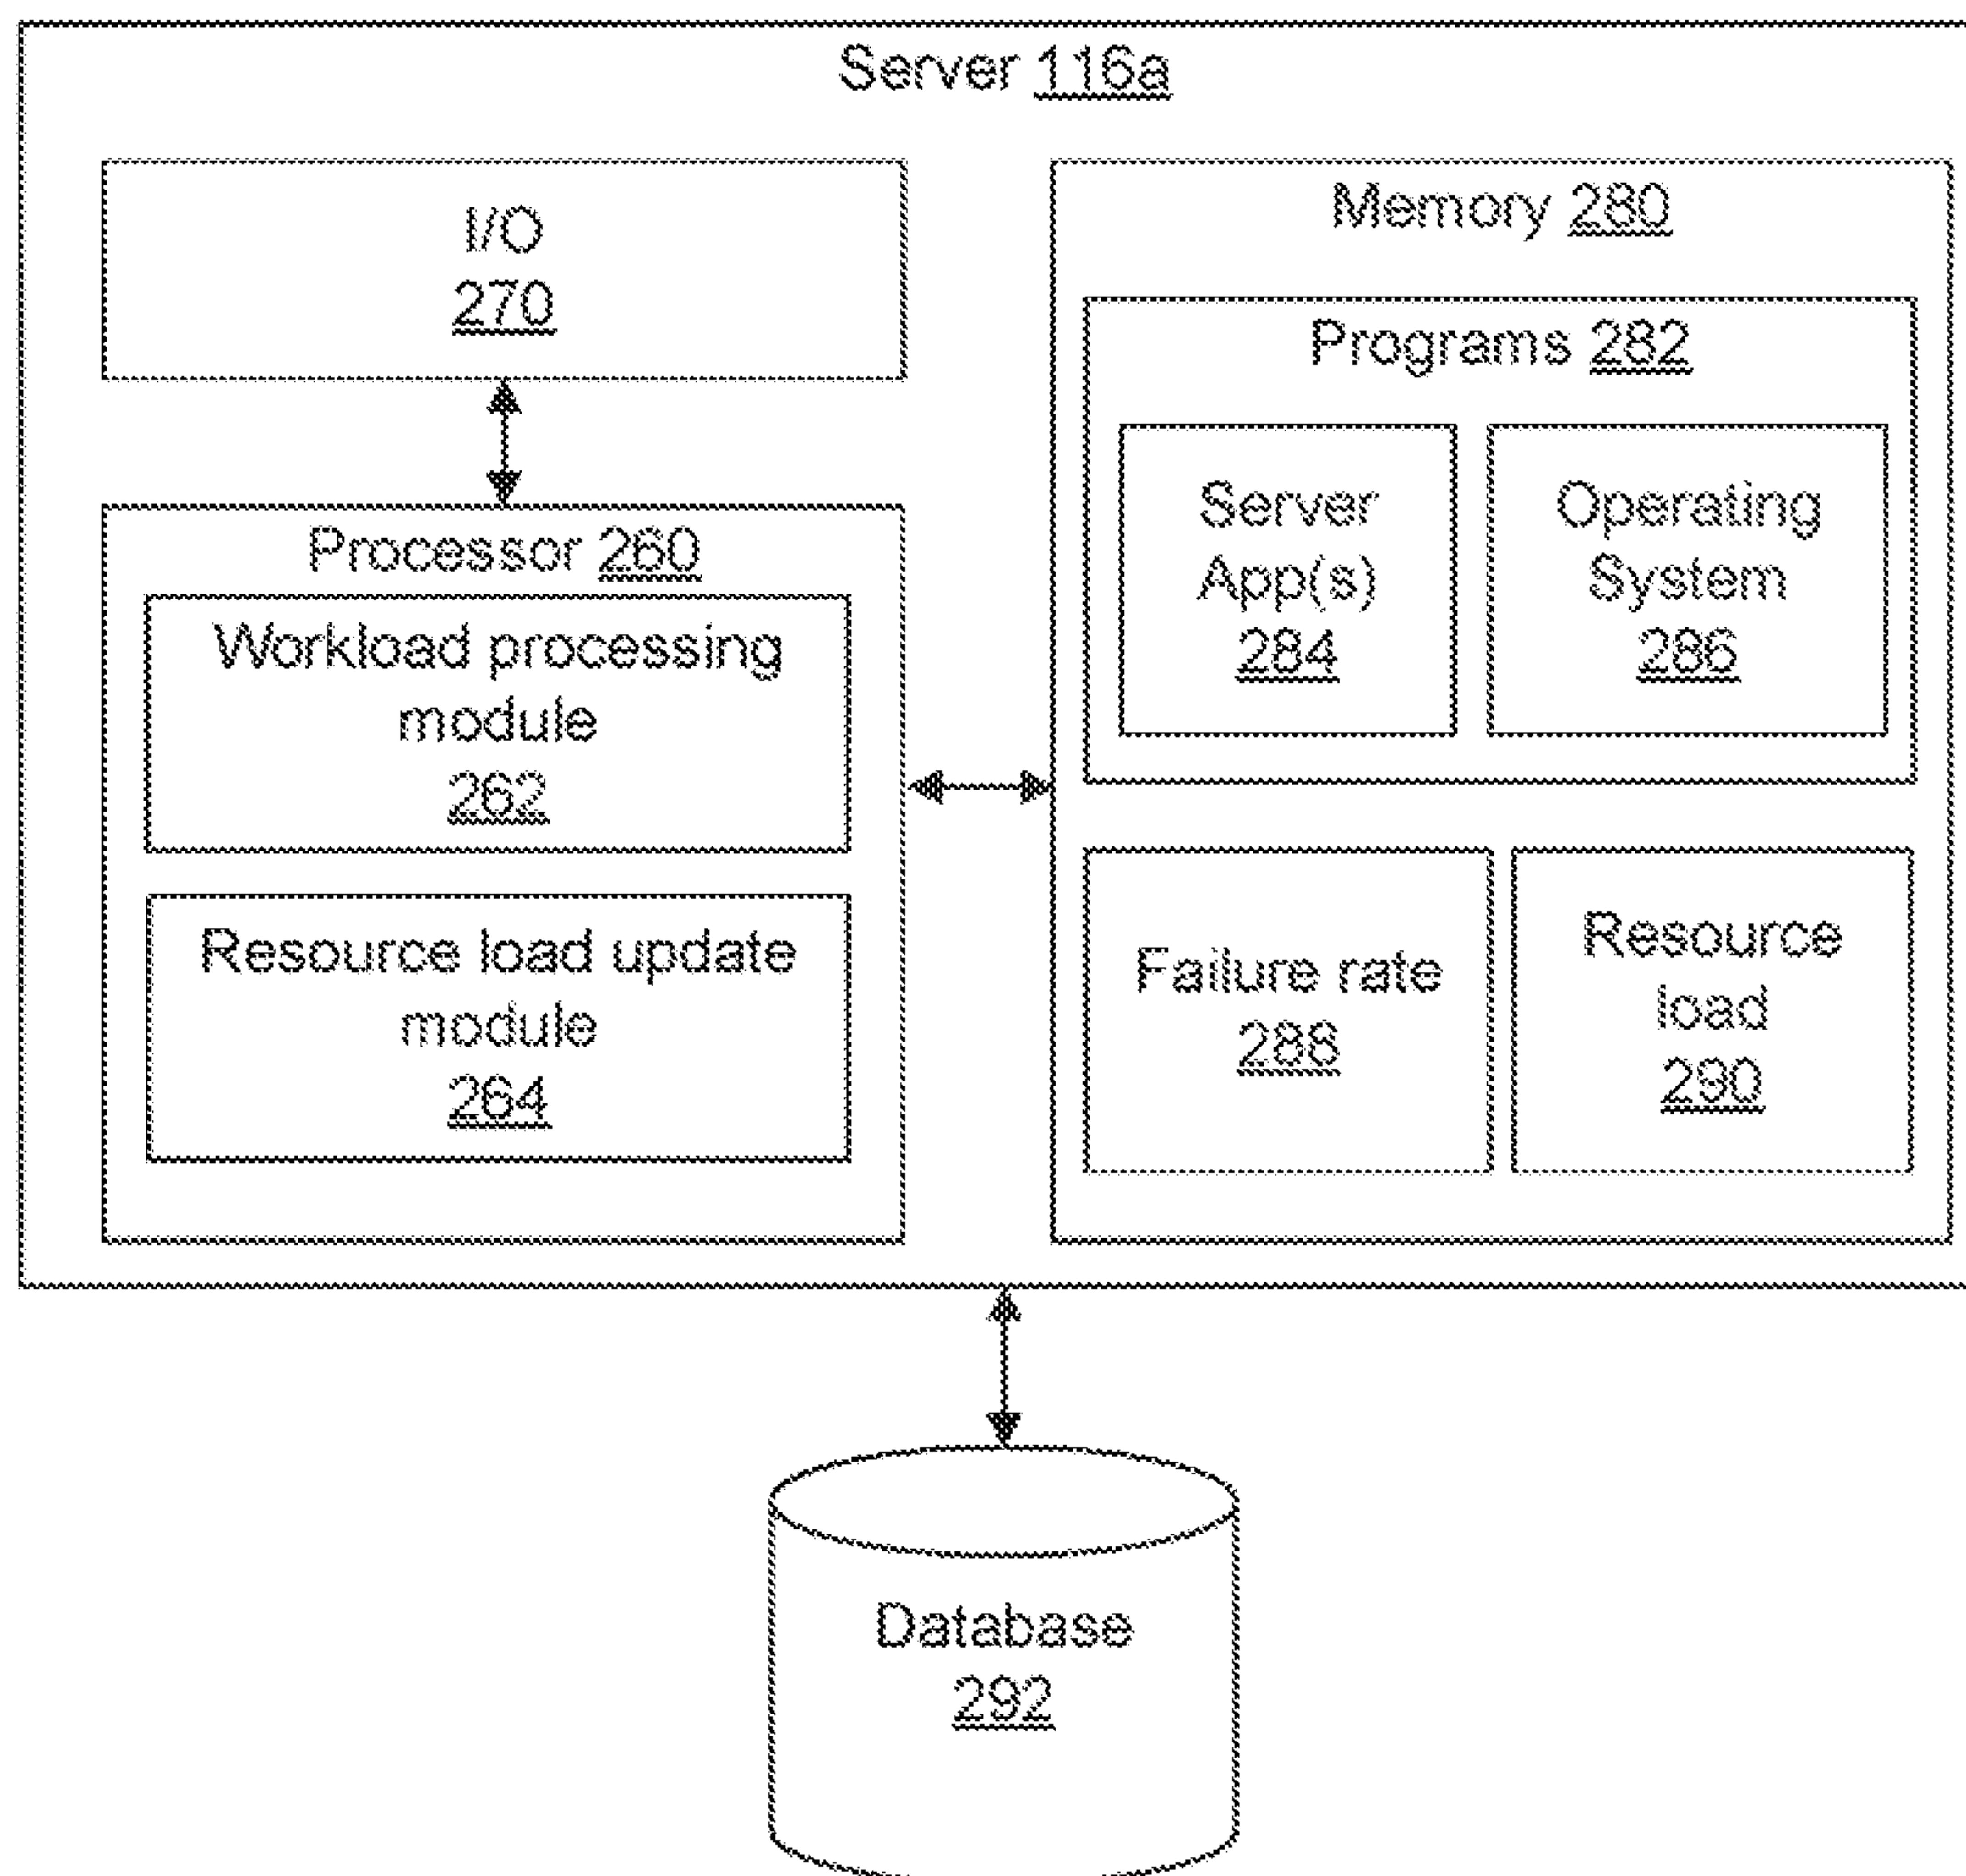 Server 116a
I/O
270
Processor 260
Workload processing
module
262
Resource load update
module
264
Memory 280
Programs 282
Server
App(s)
284
Operating
System
286
Failure rate
288
Resource
load
290
Database
292